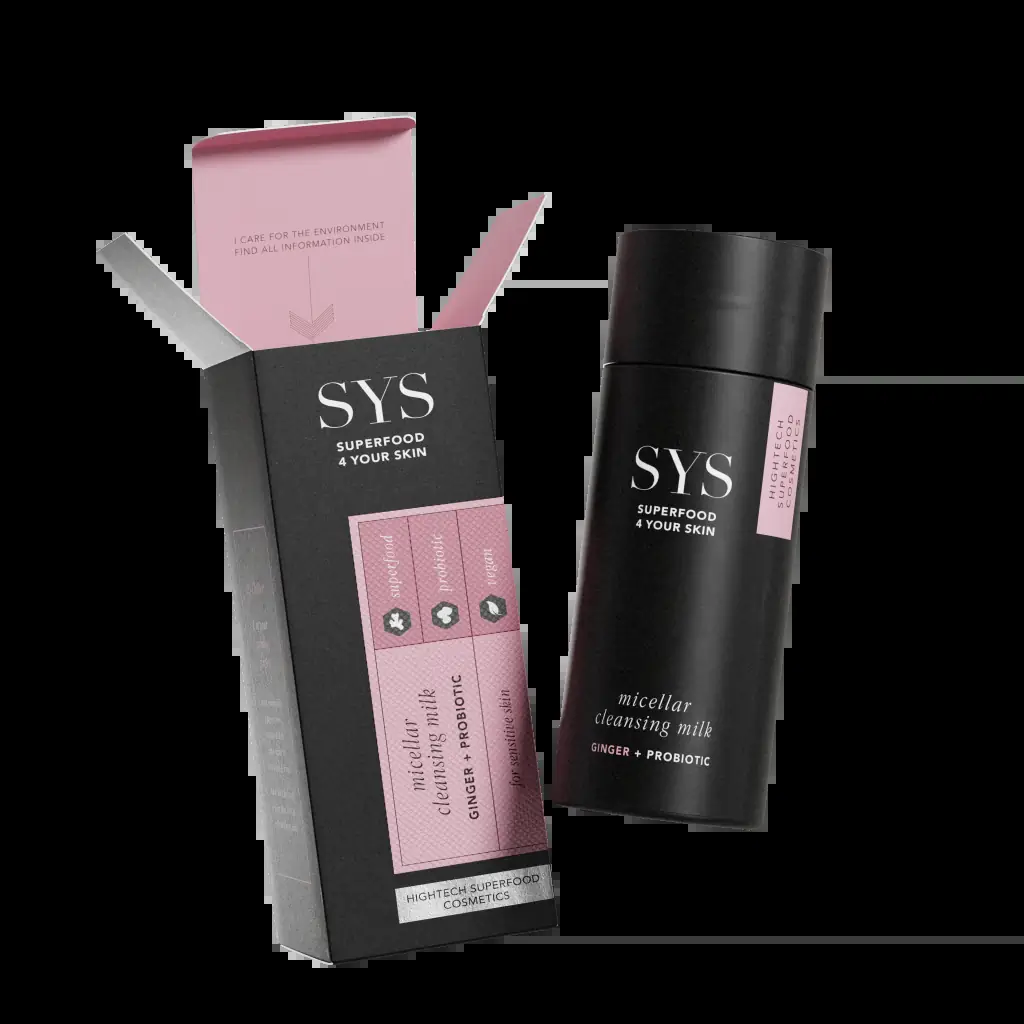 I CARE FOR THE ENVIRONMENT
FIND ALL INFORMATION INSIDE
SYS
SUPERFOOD
4 YOUR SKIN
superfood
probiotic
vegan
micellar
cleansing milk
GINGER + PROBIOTIC
for sensitive skin
HIGHTECH SUPERFOOD
COSMETICS
SYS
SUPERFOOD
4 YOUR SKIN
HIGHTECH
SUPERFOOD
COSMETICS
micellar
cleansing milk
GINGER + PROBIOTIC